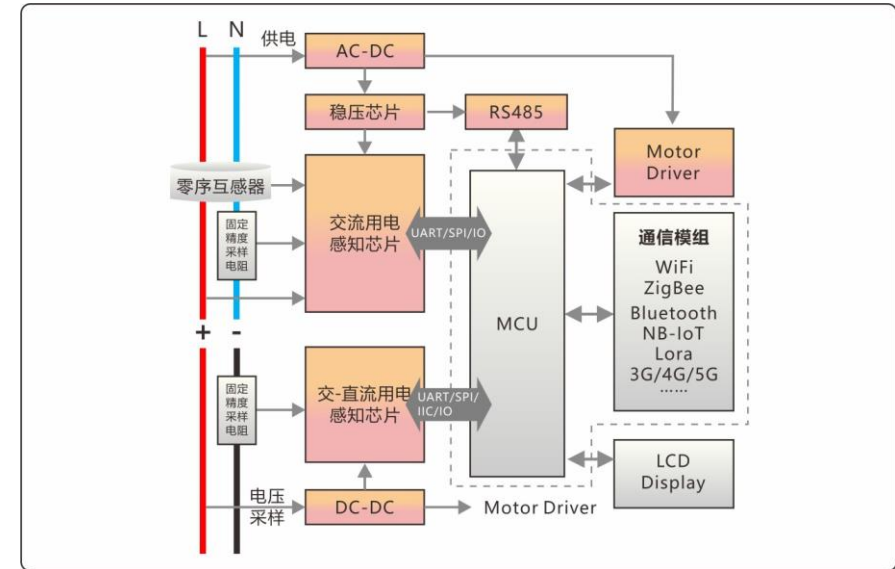 L N
供电
AC-DC
稳压芯片
RS485
Motor
Driver
零序互感器
固定
精度
采样
电阻
交流用电
感知芯片
UART/SPI/IO
MCU
通信模组
WiFi
ZigBee
Bluetooth
NB-IoT
Lora
3G/4G/5G
······
+ -
固定
精度
采样
电阻
交-直流用电
感知芯片
UART/SPI/
IIC/IO
LCD
Display
电压
采样
DC-DC
Motor Driver